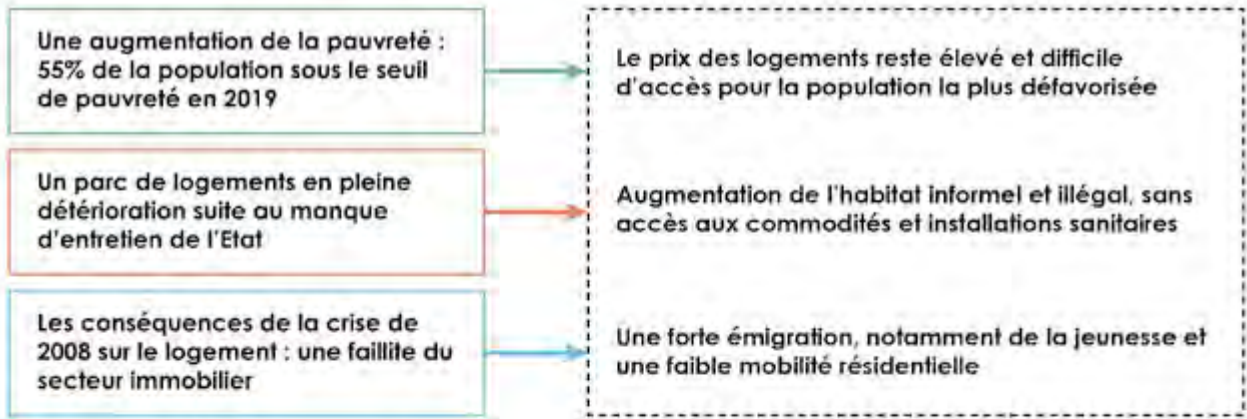 Une augmentation de la pauvreté :
55% de la population sous le seuil
de pauvreté en 2019
Le prix des logements reste élevé et difficile
d'accès pour la population la plus défavorisée
Un parc de logements en pleine
détérioration suite au manque
d'entretien de l'Etat
Augmentation de l'habitat informel et illégal, sans
accès aux commodités et installations sanitaires
Les conséquences de la crise de
2008 sur le logement : une faillite du
secteur immobilier
Une forte émigration, notamment de la jeunesse et
une faible mobilité résidentielle